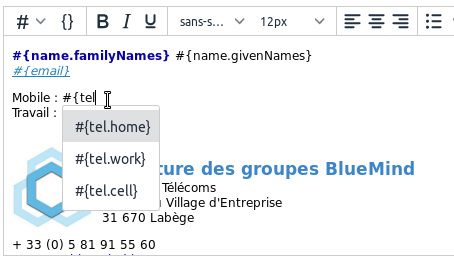 # {} sans-s... 12px
#{name.familyNames} #{name.givenNames}
#{email}
Mobile : #{tel
Travail :
#{tel.home}
#{tel.work}
#{tel.cell}
ture des groupes BlueMind
Télécoms
Village d'Entreprise
31 670 Labège
+ 33 (0) 5 81 91 55 60